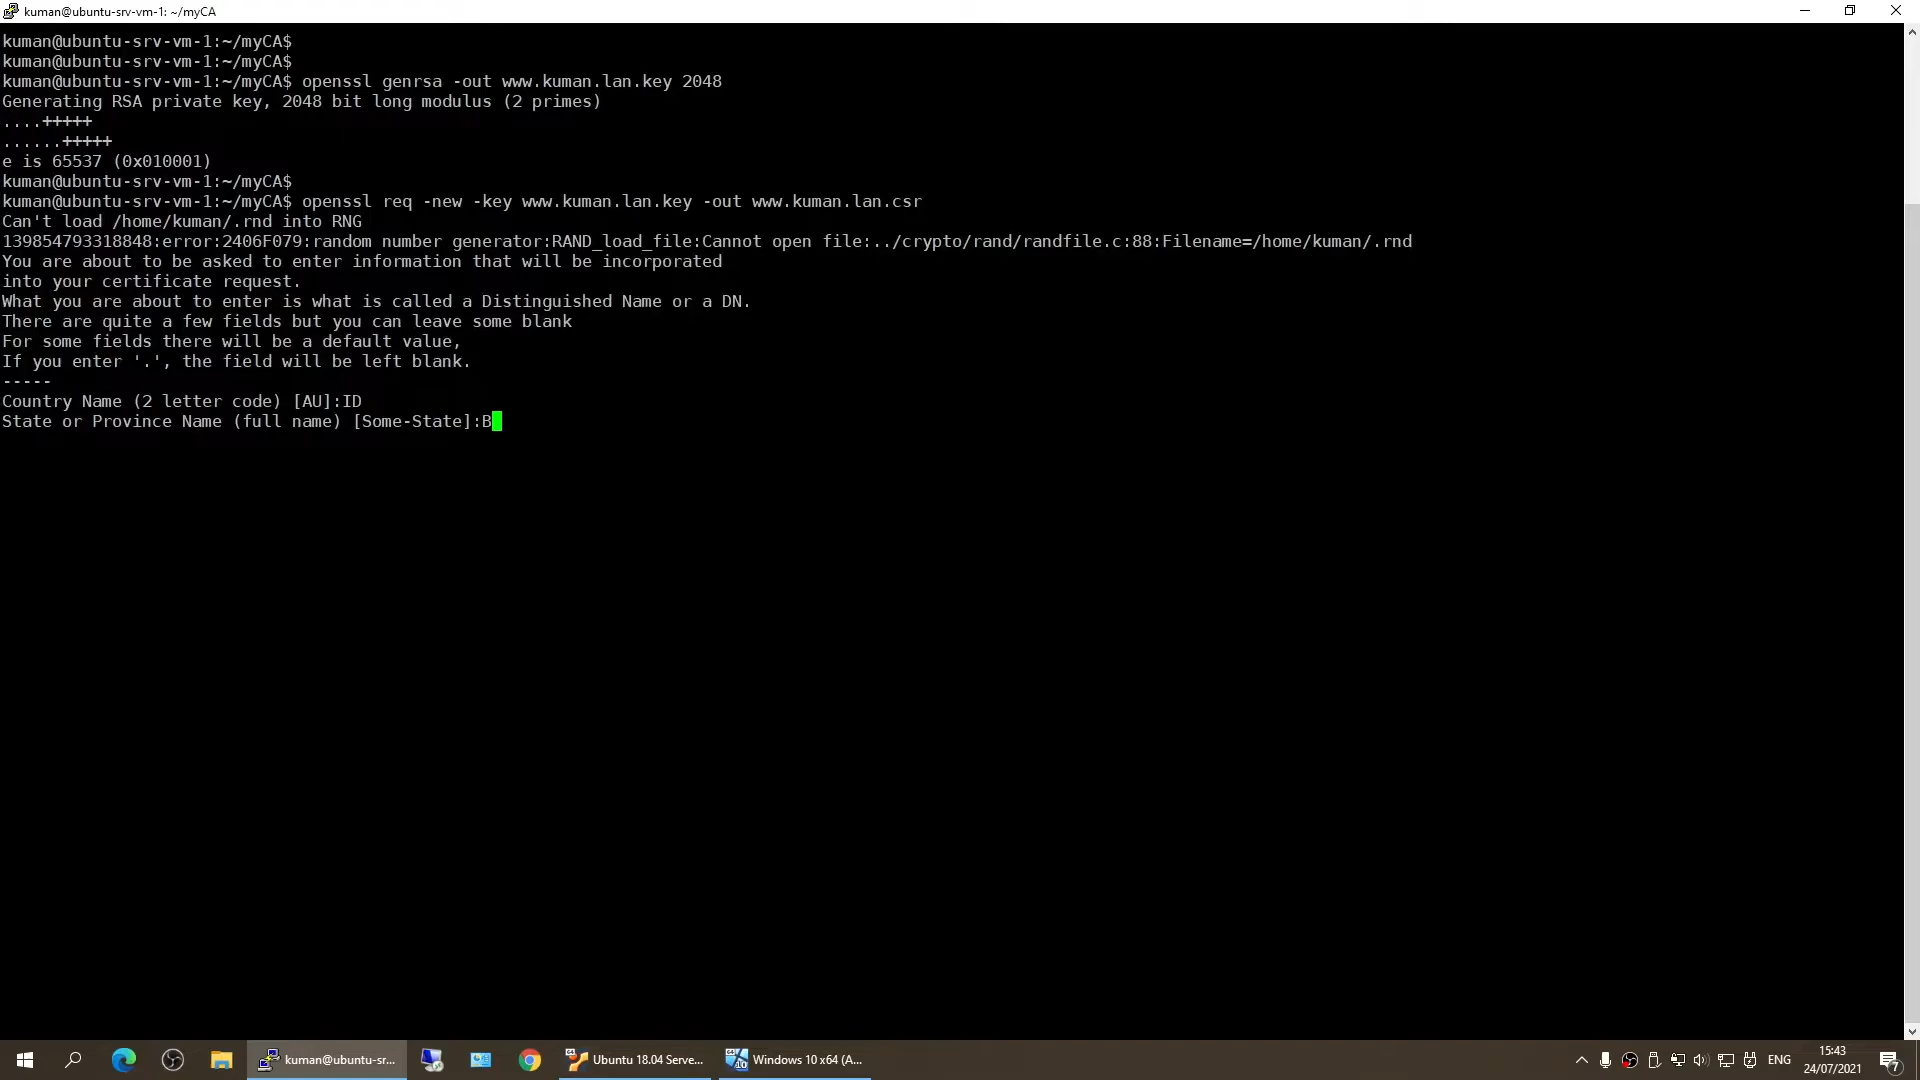 kuman@ubuntu-srv-vm-1: ~/myCA
kuman@ubuntu-srv-vm-1:~/myCA$
kuman@ubuntu-srv-vm-1:~/myCA$
kuman@ubuntu-srv-vm-1:~/myCA$ openssl genrsa -out www.kuman.lan.key 2048
Generating RSA private key, 2048 bit long modulus (2 primes)
....+++++
......+++++
e is 65537 (0x010001)
kuman@ubuntu-srv-vm-1:~/myCA$
kuman@ubuntu-srv-vm-1:~/myCA$ openssl req -new -key www.kuman.lan.key -out www.kuman.lan.csr
Can't load /home/kuman/.rnd into RNG
139854793318848:error:2406F079:random number generator:RAND_load_file:Cannot open file:../crypto/rand/randfile.c:88:Filename=/home/kuman/.rnd
You are about to be asked to enter information that will be incorporated
into your certificate request.
What you are about to enter is what is called a Distinguished Name or a DN.
There are quite a few fields but you can leave some blank
For some fields there will be a default value,
If you enter '.', the field will be left blank.
-----
Country Name (2 letter code) [AU]:ID
State or Province Name (full name) [Some-State]:B
kuman@ubuntu-sr...
Ubuntu 18.04 Serve...
Windows 10 x64 (A...
ENG
15:43
24/07/2021
7